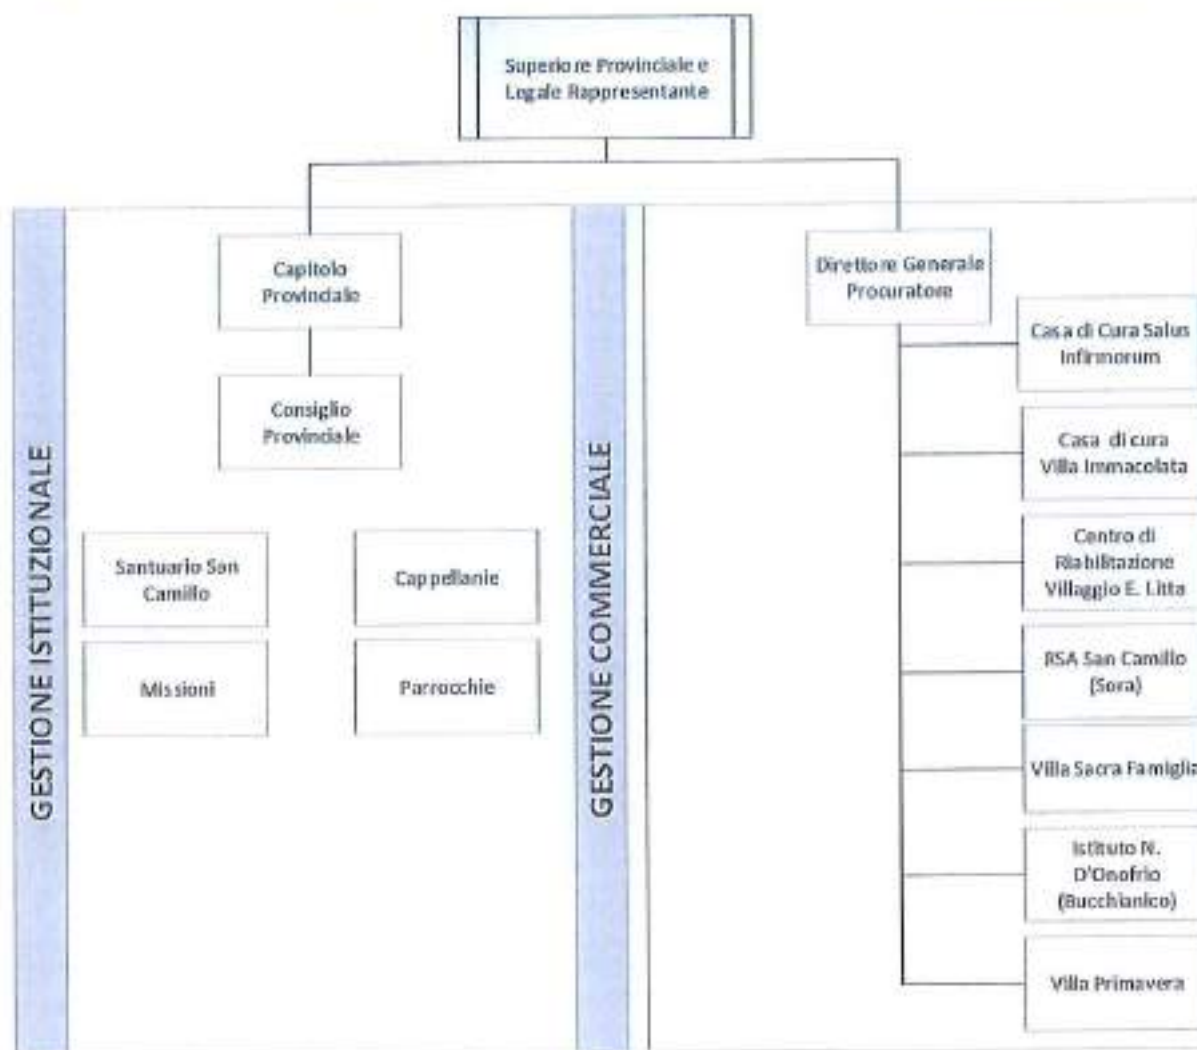 Superiore Provinciale e
Legale Rappresentante
GESTIONE ISTITUZIONALE
Capitolo
Provinciale
Consiglio
Provinciale
Santuario San
Camillo
Cappellanie
Missioni
Parrocchie
GESTIONE COMMERCIALE
Direttore Generale
Procuratore
Casa di Cura Salus
Infirmorum
Casa di cura
Villa Immacolata
Centro di
Riabilitazione
Villaggio E. Litta
RSA San Camillo
(Sora)
Villa Sacra Famiglia
Istituto N.
D'Onofrio
(Bucchianico)
Villa Primavera